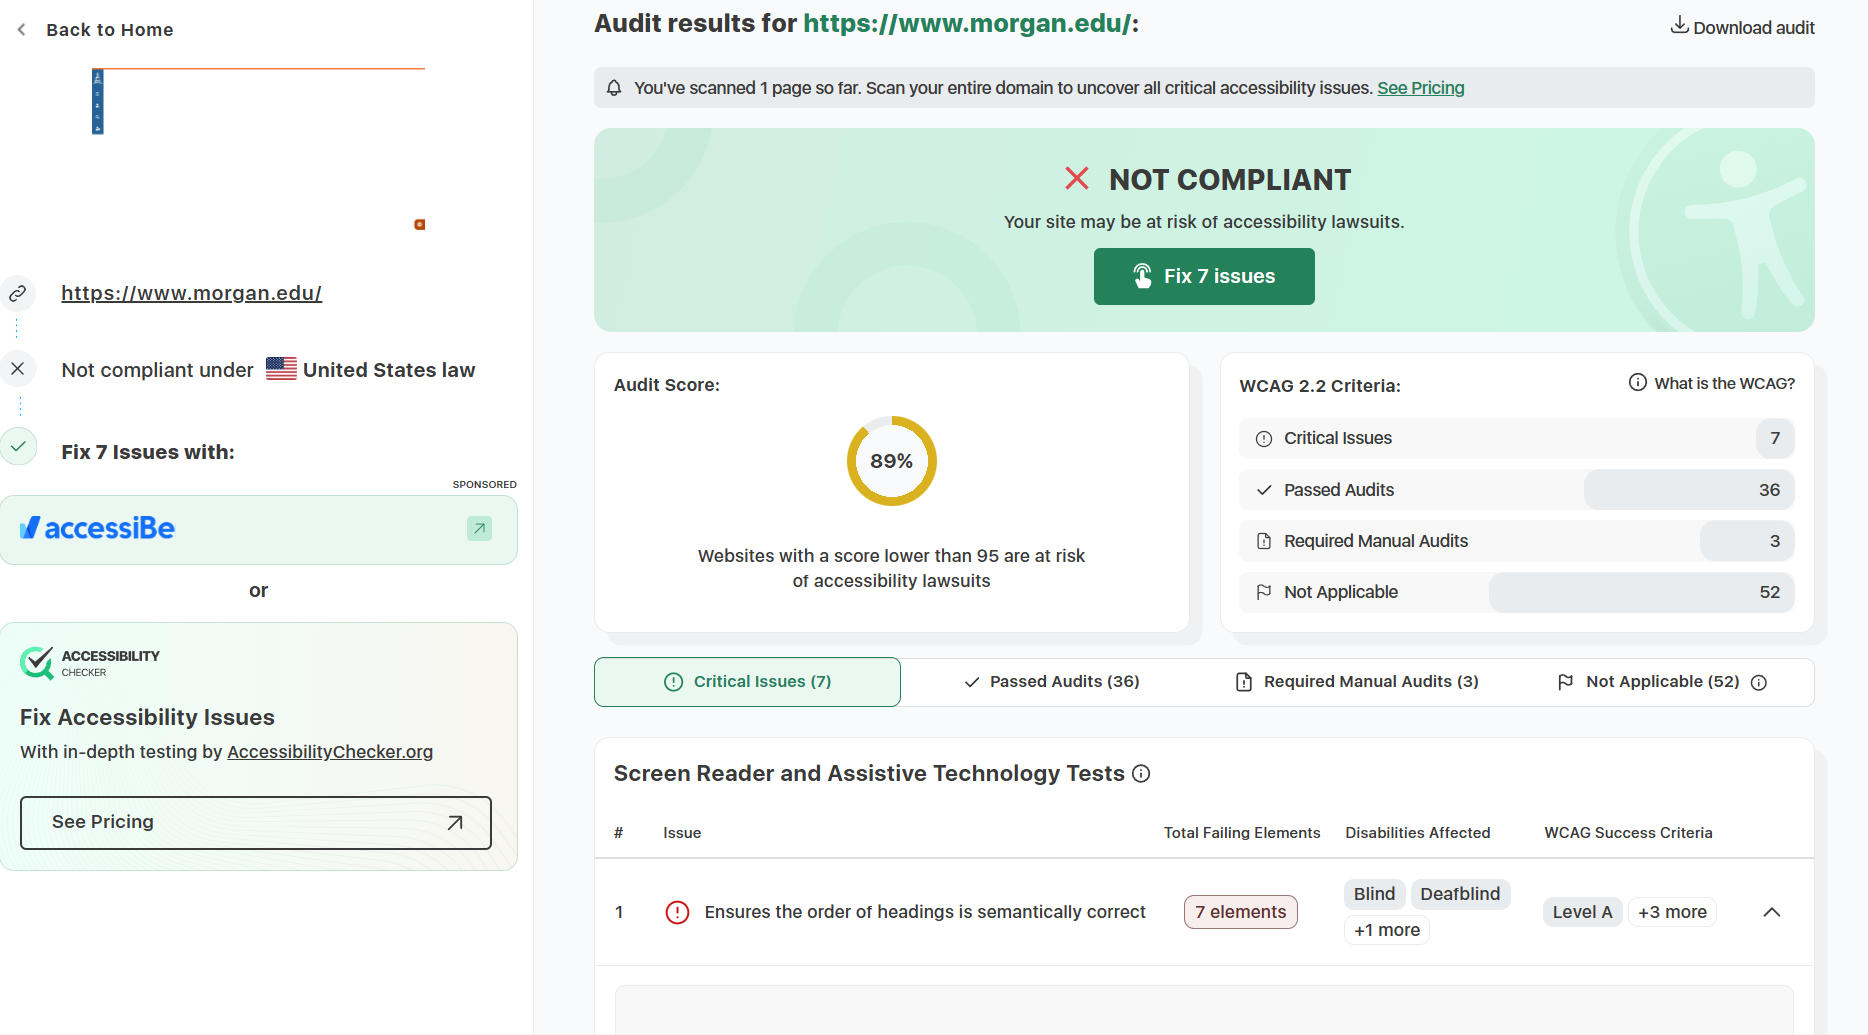 Back to Home
https://www.morgan.edu/
Not compliant under United States law
Fix 7 Issues with:
SPONSORED
accessiBe
or
ACCESSIBILITY
CHECKER
Fix Accessibility Issues
With in-depth testing by AccessibilityChecker.org
See Pricing
Audit results for https://www.morgan.edu/:
Download audit
You've scanned 1 page so far. Scan your entire domain to uncover all critical accessibility issues. See Pricing
NOT COMPLIANT
Your site may be at risk of accessibility lawsuits.
Fix 7 issues
Audit Score:
89%
Websites with a score lower than 95 are at risk
of accessibility lawsuits
WCAG 2.2 Criteria:
What is the WCAG?
Critical Issues 7
Passed Audits 36
Required Manual Audits 3
Not Applicable 52
Critical Issues (7)
Passed Audits (36)
Required Manual Audits (3)
Not Applicable (52)
Screen Reader and Assistive Technology Tests
# Issue Total Failing Elements Disabilities Affected WCAG Success Criteria
1 Ensures the order of headings is semantically correct 7 elements Blind Deafblind +1 more Level A +3 more